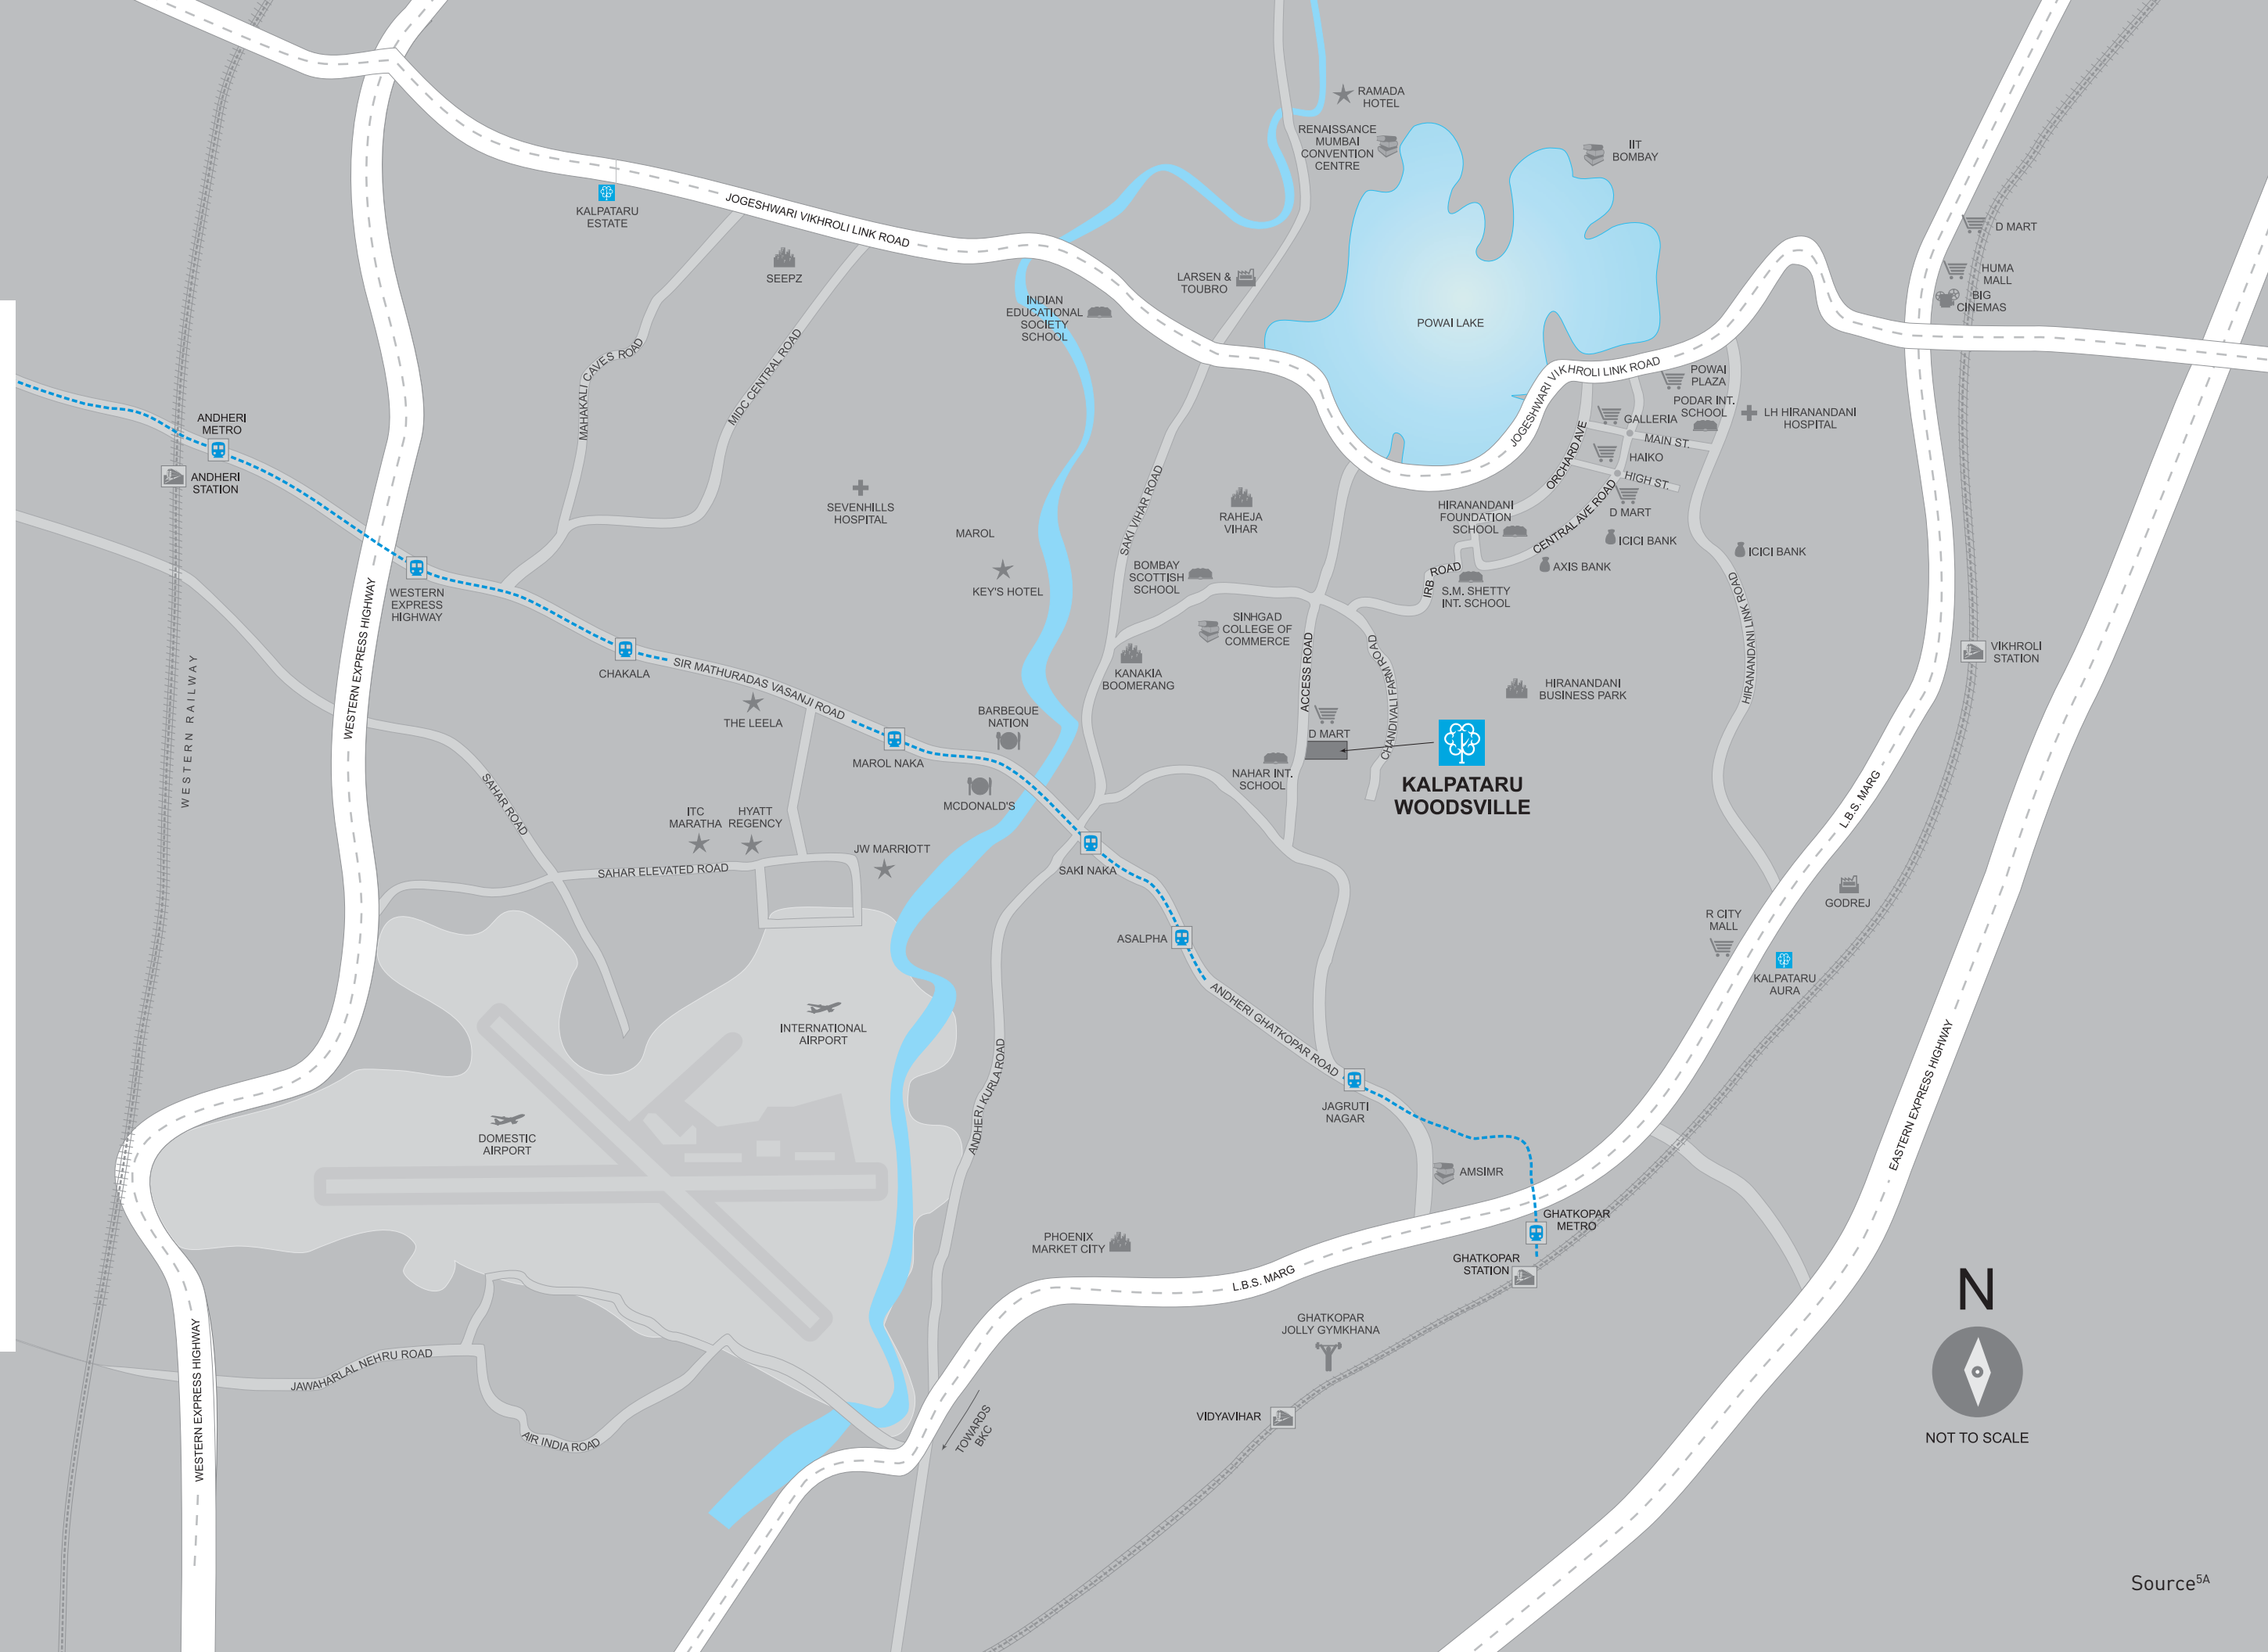 RAMADA
HOTEL
RENAISSANCE
MUMBAI
CONVENTION
CENTRE
IIT
BOMBAY
KALPATARU
ESTATE
JOGESHWARI VIKHROLI LINK ROAD
D MART
SEEPZ
LARSEN &
TOUBRO
HUMA
MALL
BIG
CINEMAS
INDIAN
EDUCATIONAL
SOCIETY
SCHOOL
POWAI LAKE
MAHAKALI CAVES ROAD
MIDC CENTRAL ROAD
JOGESHWARI VIKHROLI LINK ROAD
POWAI
PLAZA
PODAR INT.
SCHOOL
LH HIRANANDANI
HOSPITAL
GALLERIA
MAIN ST.
ANDHERI
METRO
ANDHERI
STATION
ORCHARD AVE
HAIKO
HIGH ST.
D MART
SEVENHILLS
HOSPITAL
MAROL
SAKI VIHAR ROAD
RAHEJA
VIHAR
HIRANANDANI
FOUNDATION
SCHOOL
CENTRAL AVE ROAD
ICICI BANK
ICICI BANK
AXIS BANK
KEY'S HOTEL
BOMBAY
SCOTTISH
SCHOOL
IRB ROAD
S.M. SHETTY
INT. SCHOOL
WESTERN
EXPRESS
HIGHWAY
WESTERN EXPRESS HIGHWAY
SINHGAD
COLLEGE OF
COMMERCE
HIRANANDANI LINK ROAD
VIKHROLI
STATION
CHAKALA
SIR MATHURADAS VASANJI ROAD
KANAKIA
BOOMERANG
ACCESS ROAD
CHANDIVALI FARM ROAD
HIRANANDANI
BUSINESS PARK
WESTERN RAILWAY
THE LEELA
BARBEQUE
NATION
D MART
MAROL NAKA
NAHAR INT.
SCHOOL
KALPATARU
WOODSVILLE
SAHAR ROAD
MCDONALD'S
L.B.S. MARG
ITC
MARATHA
HYATT
REGENCY
JW MARRIOTT
SAHAR ELEVATED ROAD
SAKI NAKA
GODREJ
R CITY
MALL
ASALPHA
KALPATARU
AURA
INTERNATIONAL
AIRPORT
ANDHERI GHATKOPAR ROAD
ANDHERI KURLA ROAD
JAGRUTI
NAGAR
EASTERN EXPRESS HIGHWAY
DOMESTIC
AIRPORT
AMSIMR
GHATKOPAR
METRO
PHOENIX
MARKET CITY
GHATKOPAR
STATION
L.B.S. MARG
GHATKOPAR
JOLLY GYMKHANA
N
NOT TO SCALE
JAWAHARLAL NEHRU ROAD
WESTERN EXPRESS HIGHWAY
AIR INDIA ROAD
TOWARDS
BKC
VIDYAVIHAR
Source5A